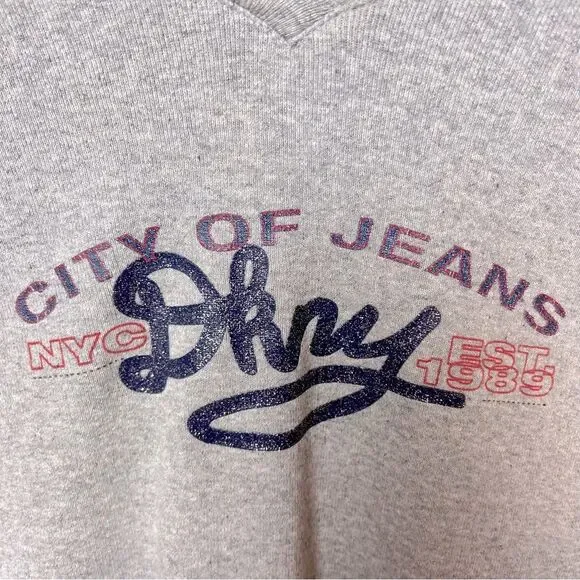 CITY OF JEANS
NYC
Dkny
EST.
1989